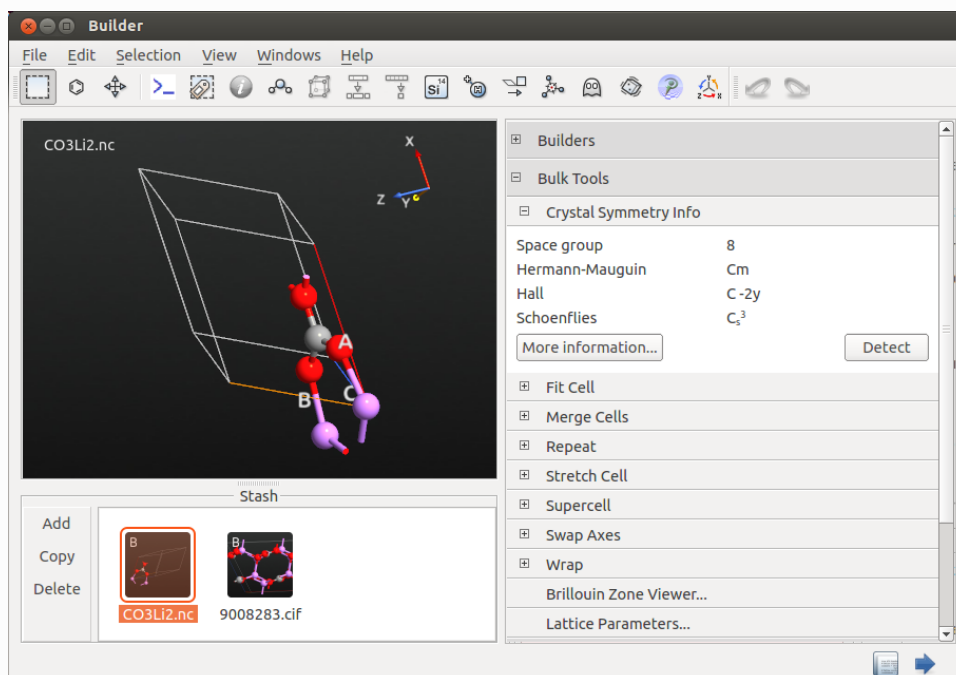 Builder
File Edit Selection View Windows Help
14
Si
P
z x
CO3Li2.nc
X
Z Y
A
B C
Builders
Bulk Tools
Crystal Symmetry Info
Space group 8
Hermann-Mauguin Cm
Hall C -2y
Schoenflies Cs3
More information... Detect
Fit Cell
Merge Cells
Repeat
Stretch Cell
Supercell
Swap Axes
Wrap
Brillouin Zone Viewer...
Lattice Parameters...
Stash
Add
Copy
Delete
B B
CO3Li2.nc 9008283.cif